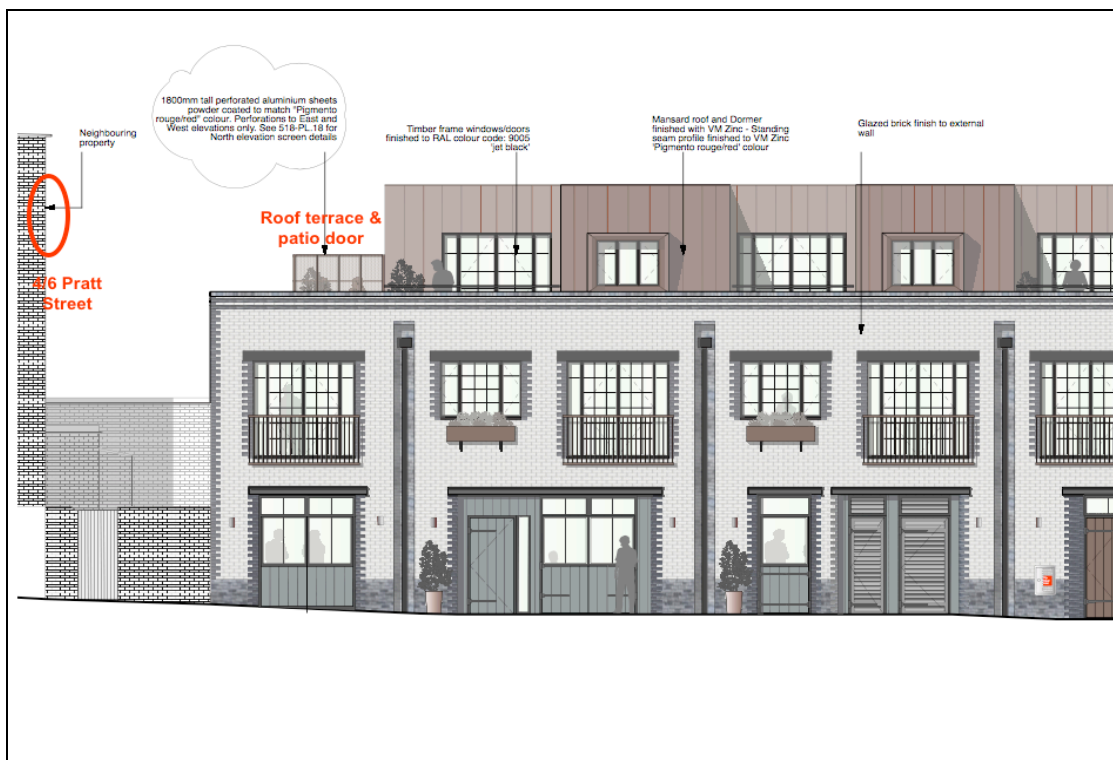 1800mm tall perforated aluminium sheets
powder coated to match "Pigmento
rouge/red" colour. Perforations to East and
West elevations only. See 518-PL.18 for
North elevation screen details
Neighbouring
property
Timber frame windows/doors
finished to RAL colour code: 9005
'jet black'
Mansard roof and Dormer
finished with VM Zinc - Standing
seam profile finished to VM Zinc
'Pigmento rouge/red' colour
Glazed brick finish to external
wall
Roof terrace &
patio door
4/6 Pratt
Street